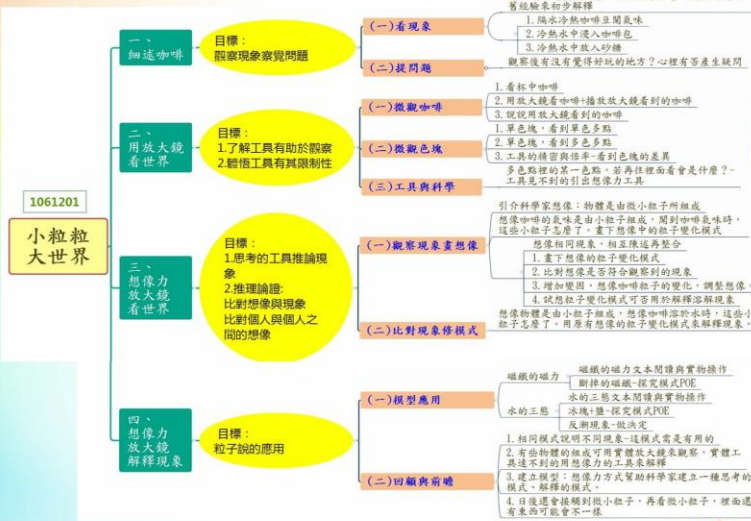 舊經驗來初步解釋
1.隔水冷熱咖啡豆聞氣味
2.冷熱水中浸入咖啡包
3.冷熱水中放入砂糖
觀察後有沒有覺得好玩的地方?心裡有否產生疑問
(一)看現象
(二)提問題
目標:
觀察現象察覺問題
一、
細述咖啡
1.看杯中咖啡
2.用放大鏡看咖啡+播放放大鏡看到的咖啡
3.說說用放大鏡看到的咖啡
1.單色塊,看到單色多點
2.單色塊,看到多色多點
3.工具的精密與倍率-看到色塊的差異
多色點裡的某一色點,若再往裡面看會是什麼?-
工具見不到的引出想像力工具
(一)微觀咖啡
(二)微觀色塊
(三)工具與科學
目標:
1.了解工具有助於觀察
2.體悟工具有其限制性
二、
用放大鏡
看世界
1061201
小粒粒
大世界
引介科學家想像:物質是由微小粒子所組成
想像咖啡的氣味是由小粒子組成,聞到咖啡氣味時,
這些小粒子怎麼了。畫下想像中的粒子變化模式
想像相同現象,相互陳述再整合
1.畫下想像的粒子變化模式
2.比對想像是否符合觀察到的現象
3.增加變因,想像咖啡粒子的變化,調整想像。
4.試想粒子變化模式可否用於解釋溶解現象
想像物體是由小粒子組成,想像咖啡溶於水時,這些小
粒子怎麼了。用原有想像的粒子變化模式來解釋現象。
(一)觀察現象畫想像
(二)比對現象修模式
目標:
1.思考的工具推論現
象
2.推理論證:
比對想像與現象
比對個人與個人之
間的想像
三、
想像力
放大鏡
看世界
磁鐵的磁力
磁鐵的磁力文本閱讀與實物操作
斷掉的磁鐵-探究模式POE
水的三態
水的三態文本閱讀與實物操作
冰塊+鹽-探究模式POE
反潮現象-做決定
1.相同模式說明不同現象-這模式當是有用的
2.有些物體的組成可用實體放大鏡來觀察,實體工
具達不到的用想像力的工具來解釋
3.建立模型:想像力方式幫助科學家建立一種思考的
模式、解釋的模式。
4.日後還會接觸到微小粒子,再看微小粒子,裡面還
有東西可能會不一樣
(一)模型應用
(二)回顧與前瞻
目標:
粒子說的應用
四、
想像力
放大鏡
解釋現象